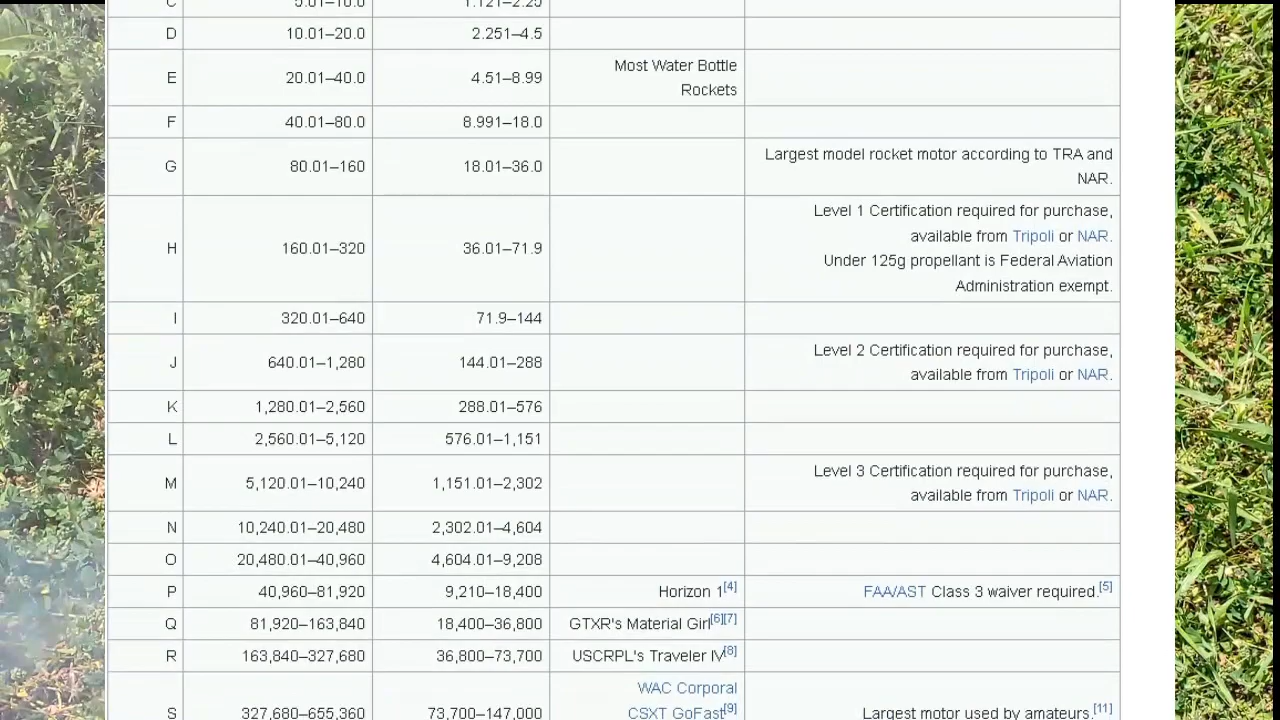 C 5.01–10.0 1.121–2.25
D 10.01–20.0 2.251–4.5
E 20.01–40.0 4.51–8.99 Most Water Bottle
Rockets
F 40.01–80.0 8.991–18.0
G 80.01–160 18.01–36.0 Largest model rocket motor according to TRA and
NAR.
H 160.01–320 36.01–71.9 Level 1 Certification required for purchase,
available from Tripoli or NAR.
Under 125g propellant is Federal Aviation
Administration exempt.
I 320.01–640 71.9–144
J 640.01–1,280 144.01–288 Level 2 Certification required for purchase,
available from Tripoli or NAR.
K 1,280.01–2,560 288.01–576
L 2,560.01–5,120 576.01–1,151
M 5,120.01–10,240 1,151.01–2,302 Level 3 Certification required for purchase,
available from Tripoli or NAR.
N 10,240.01–20,480 2,302.01–4,604
O 20,480.01–40,960 4,604.01–9,208
P 40,960–81,920 9,210–18,400 Horizon 1[4] FAA/AST Class 3 waiver required.[5]
Q 81,920–163,840 18,400–36,800 GTXR's Material Girl[6][7]
R 163,840–327,680 36,800–73,700 USCRPL's Traveler IV[8]
S 327,680–655,360 73,700–147,000 WAC Corporal
CSXT GoFast[9] Largest motor used by amateurs.[11]